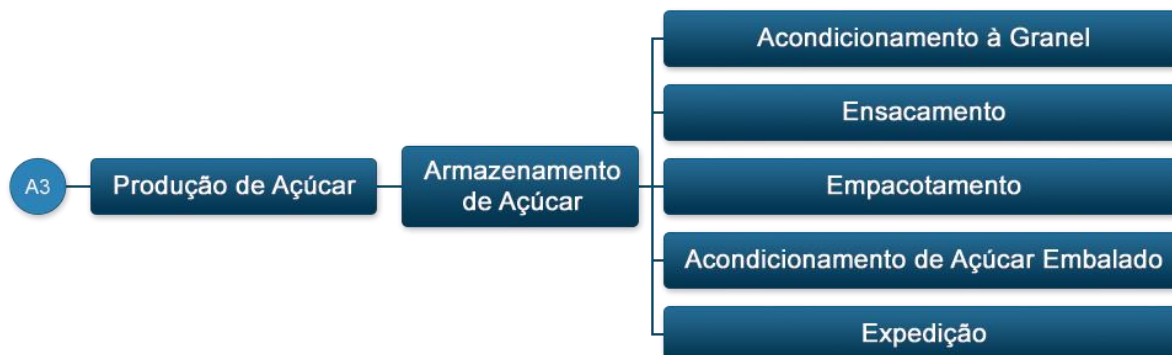 A3
Produção de Açúcar
Armazenamento
de Açúcar
Acondicionamento à Granel
Ensacamento
Empacotamento
Acondicionamento de Açúcar Embalado
Expedição